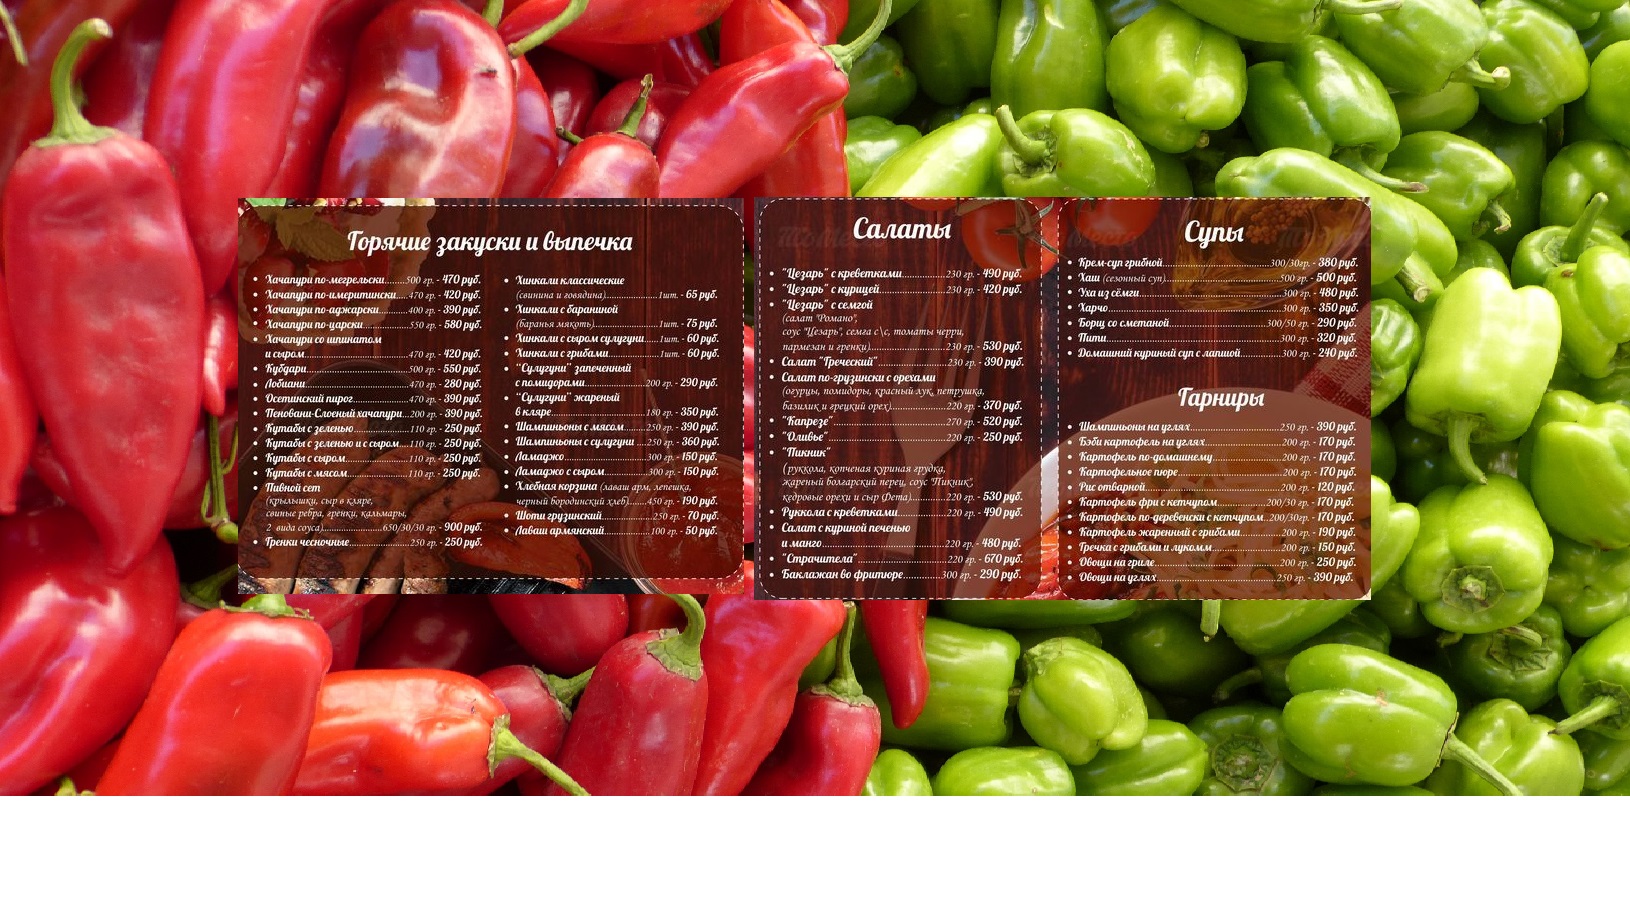 Горячие закуски и выпечка
Хачапури по-мегрельски 500 гр. - 470 руб.
Хачапури по-имеритински 470 гр. - 420 руб.
Хачапури по-аджарски 400 гр. - 390 руб.
Хачапури по-царски 550 гр. - 580 руб.
Хачапури со шпинатом
и сыром 470 гр. - 420 руб.
Кубдари 500 гр. - 550 руб.
Лобиани 470 гр. - 280 руб.
Осетинский пирог 470 гр. - 390 руб.
Пеновани-Слоеный хачапури 200 гр. - 390 руб.
Кутабы с зеленью 110 гр. - 250 руб.
Кутабы с зеленью и с сыром 110 гр. - 250 руб.
Кутабы с сыром 110 гр. - 250 руб.
Кутабы с мясом 110 гр. - 250 руб.
Пивной сет
(крылышки, сыр в кляре,
свиные ребра, гренки, кальмары,
2 вида соуса) 650/30/30 гр. - 900 руб.
Гренки чесночные 250 гр. - 250 руб.
Хинкали классические
(свинина и говядина) 1шт. - 65 руб.
Хинкали с бараниной
(баранья мякоть) 1шт. - 75 руб.
Хинкали с сыром сулугуни 1шт. - 60 руб.
Хинкали с грибами 1шт. - 60 руб.
"Сулугуни" запеченный
с помидорами 200 гр. - 290 руб.
"Сулугуни" жареный
в кляре 180 гр. - 350 руб.
Шампиньоны с мясом 250 гр. - 390 руб.
Шампиньоны с сулугуни 250 гр. - 360 руб.
Ламаджо 300 гр. - 150 руб.
Ламаджо с сыром 300 гр. - 150 руб.
Хлебная корзина (лаваш арм, лепешка,
черный бородинский хлеб) 450 гр. - 190 руб.
Шоти грузинский 250 гр. - 70 руб.
Лаваш армянский 100 гр. - 50 руб.
Салаты
"Цезарь" с креветками 230 гр. - 490 руб.
"Цезарь" с курицей 230 гр. - 420 руб.
"Цезарь" с семгой
(салат "Романо",
соус "Цезарь", семга с\с, томаты черри,
пармезан и гренки) 230 гр. - 530 руб.
Салат "Греческий" 230 гр. - 390 руб.
Салат по-грузински с орехами
(огурцы, помидоры, красный лук, петрушка,
базилик и грецкий орех) 220 гр. - 370 руб.
"Капрезе" 270 гр. - 520 руб.
"Оливье" 220 гр. - 250 руб.
"Пикник"
(руккола, копченая куриная грудка,
жареный болгарский перец, соус "Пикник",
кедровые орехи и сыр Фета) 220 гр. - 530 руб.
Руккола с креветками 220 гр. - 490 руб.
Салат с куриной печенью
и манго 220 гр. - 480 руб.
"Страчителла" 220 гр. - 670 руб.
Баклажан во фритюре 300 гр. - 290 руб.
Супы
Крем-суп грибной 300/30гр. - 380 руб.
Хаш (сезонный суп) 500 гр. - 500 руб.
Уха из сёмги 300 гр. - 480 руб.
Харчо 300 гр. - 350 руб.
Борщ со сметаной 300/50 гр. - 290 руб.
Пити 300 гр. - 320 руб.
Домашний куриный суп с лапшой 300 гр. - 240 руб.
Гарниры
Шампиньоны на углях 250 гр. - 390 руб.
Бэби картофель на углях 200 гр. - 170 руб.
Картофель по-домашнему 200 гр. - 170 руб.
Картофельное пюре 200 гр. - 170 руб.
Рис отварной 200 гр. - 120 руб.
Картофель фри с кетчупом 200/30 гр. - 170 руб.
Картофель по-деревенски с кетчупом 200/30гр. - 170 руб.
Картофель жаренный с грибами 200 гр. - 190 руб.
Гречка с грибами и лукомм 200 гр. - 150 руб.
Овощи на гриле 200 гр. - 250 руб.
Овощи на углях 250 гр. - 390 руб.